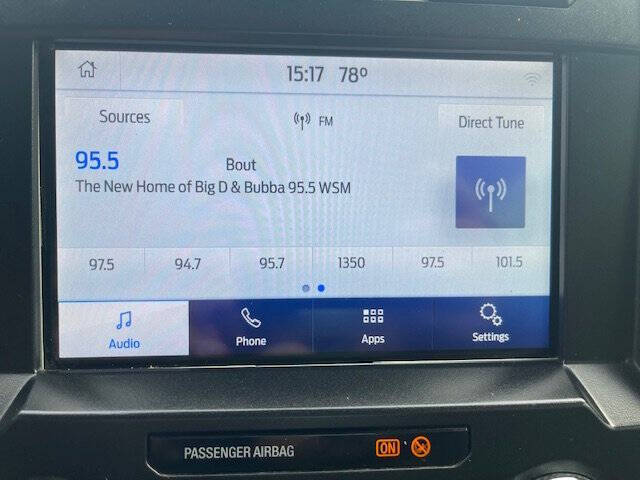 15:17 78º
Sources
FM
Direct Tune
95.5 Bout
The New Home of Big D & Bubba 95.5 WSM
97.5 94.7 95.7 1350 97.5 101.5
Audio Phone Apps Settings
PASSENGER AIRBAG ON